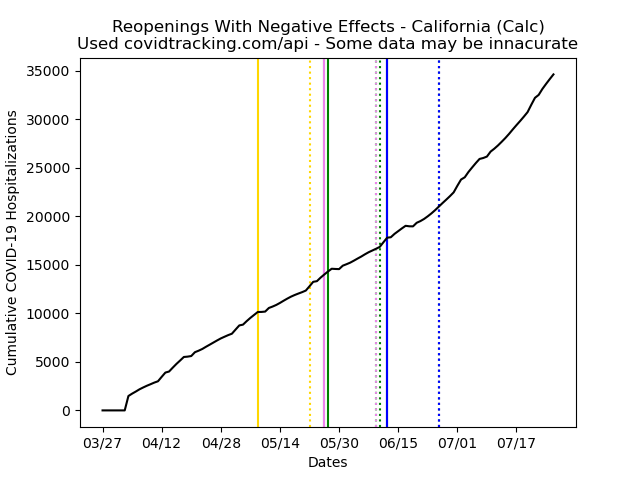 Reopenings With Negative Effects - California (Calc)
Used covidtracking.com/api - Some data may be innacurate
Cumulative COVID-19 Hospitalizations
35000
30000
25000
20000
15000
10000
5000
0
03/27 04/12 04/28 05/14 05/30 06/15 07/01 07/17
Dates